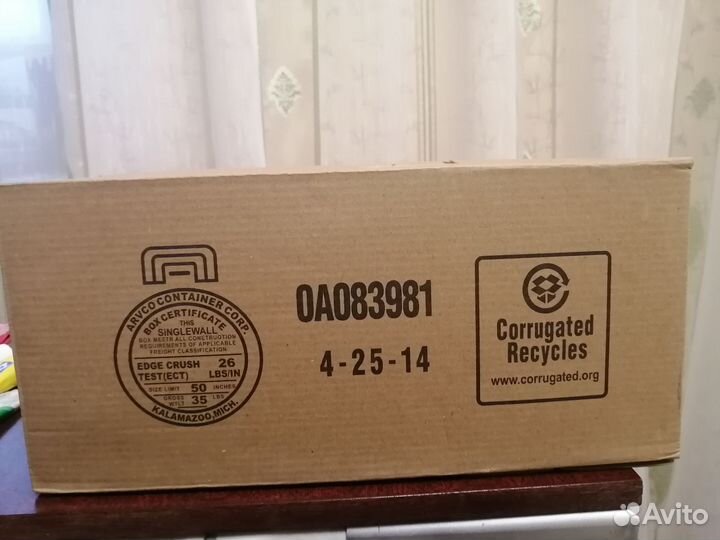 ARVCO CONTAINER CORP.
BOX CERTIFICATE
THIS
SINGLEWALL
BOX MEETS ALL CONSTRUCTION
REQUIREMENTS OF APPLICABLE
FREIGHT CLASSIFICATION
EDGE CRUSH 26
TEST(ECT) LBS/IN
SIZE LIMIT 50 INCHES
GROSS
WT.LT 35 LBS
KALAMAZOO, MICH.
0A083981
4-25-14
Corrugated
Recycles
www.corrugated.org
Avito